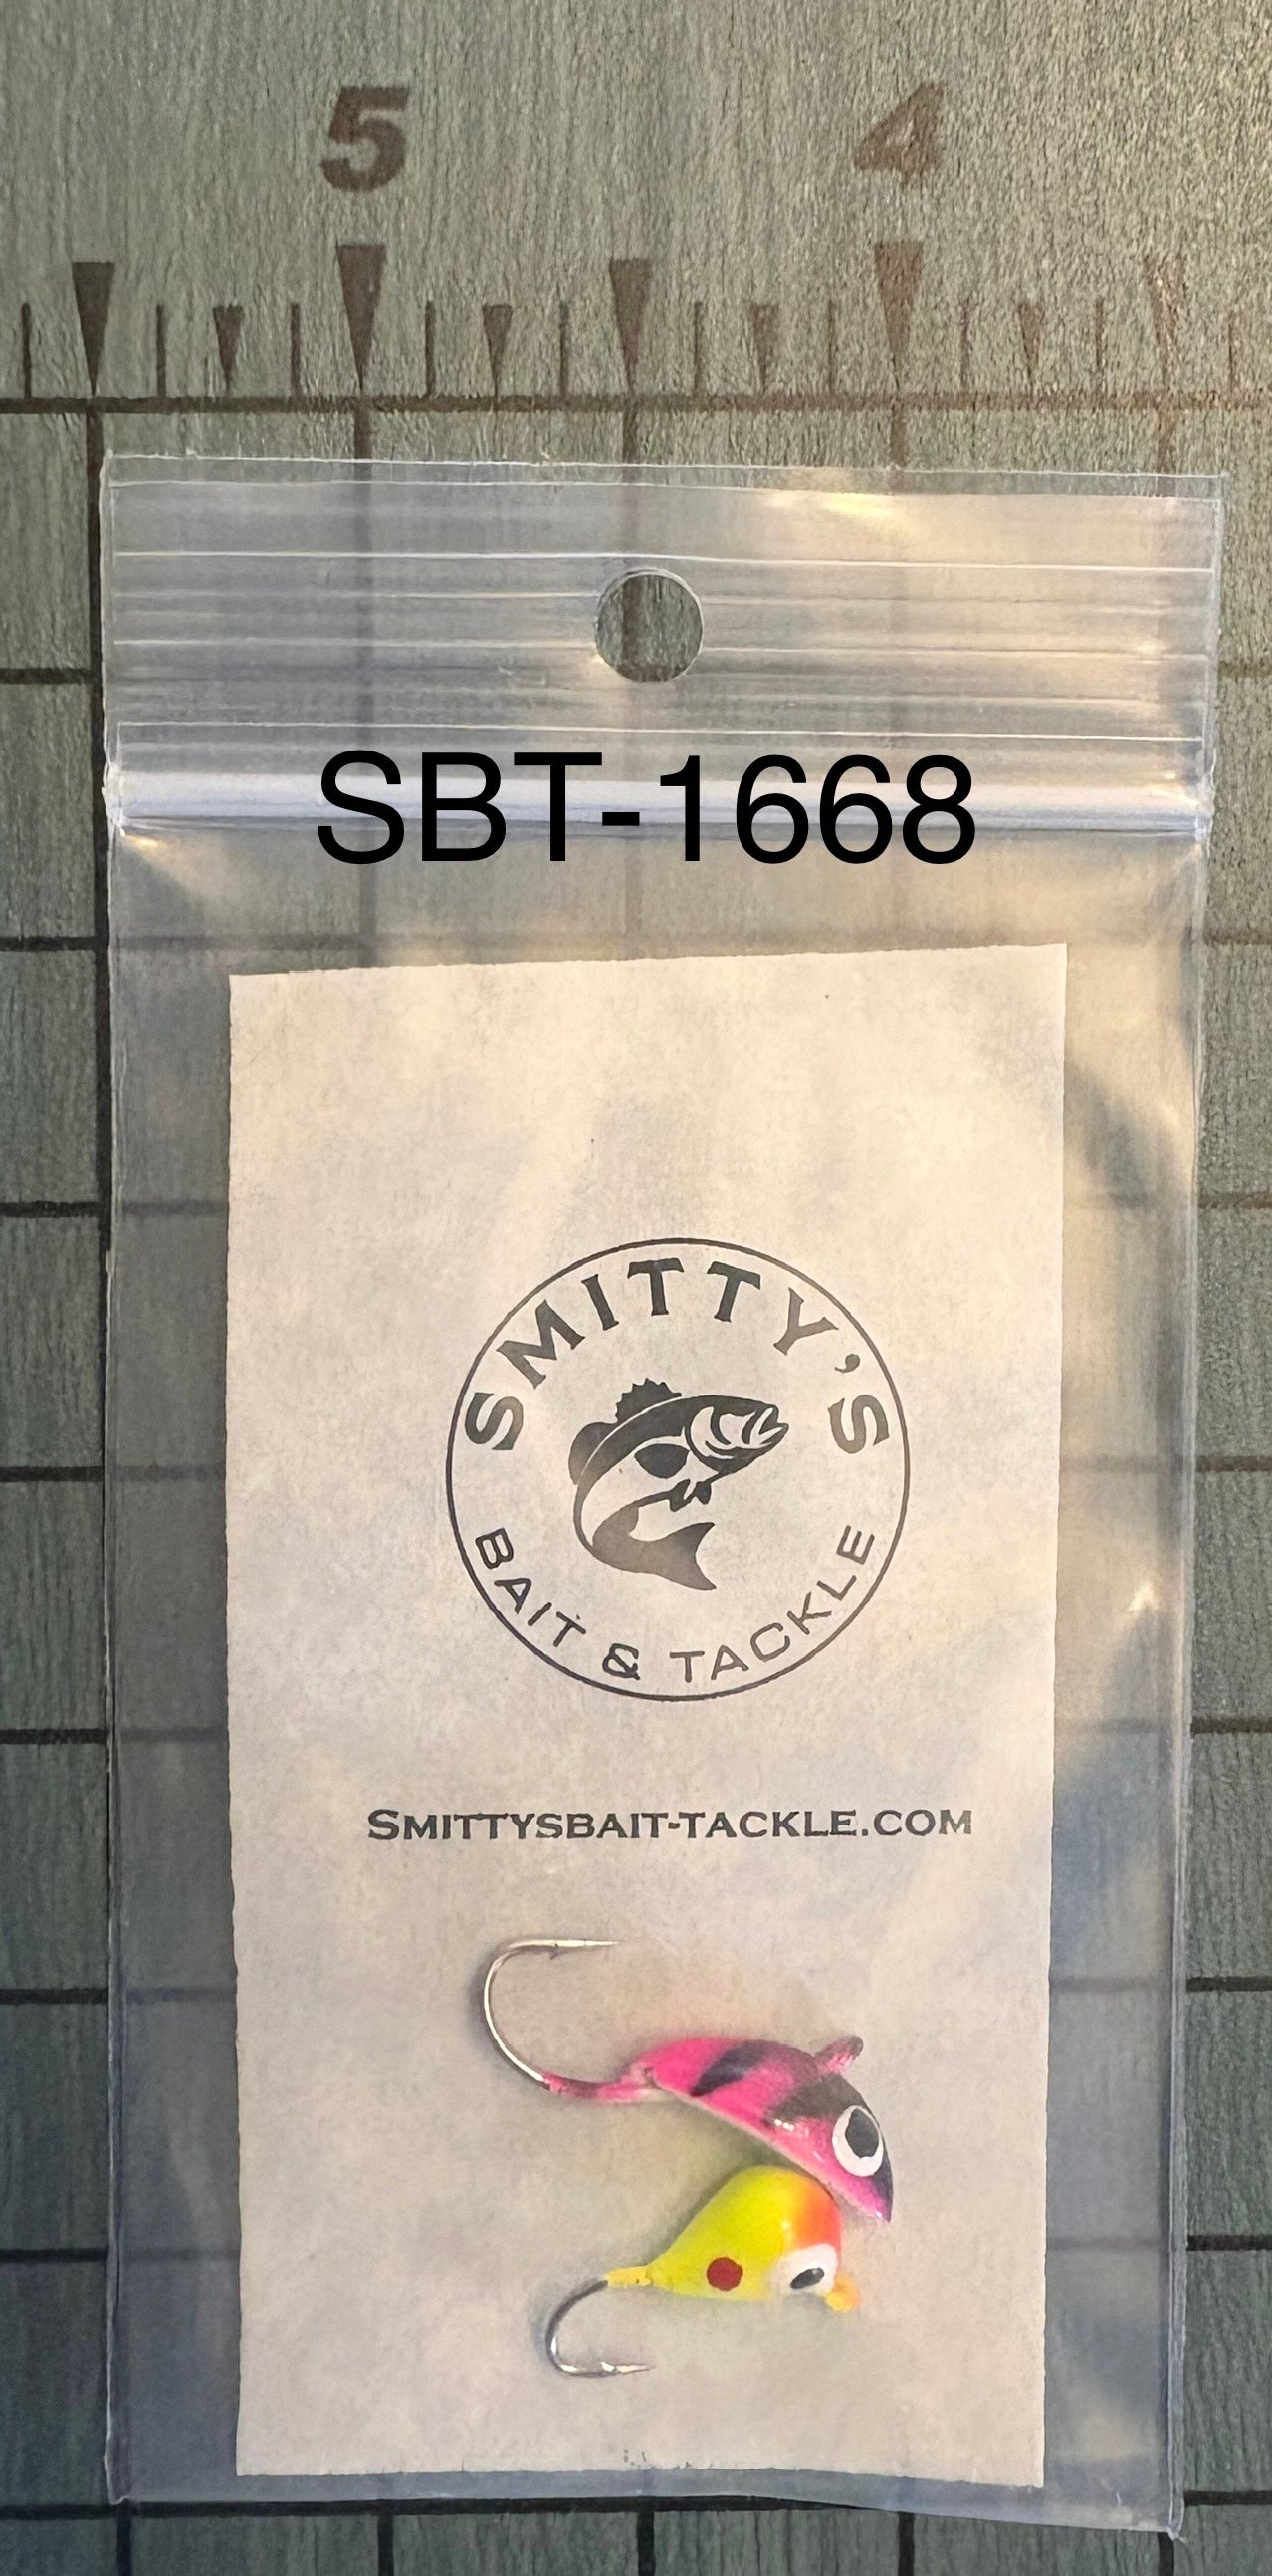 5 4
SBT-1668
SMITTY'S
BAIT & TACKLE
SMITTYSBAIT-TACKLE.COM